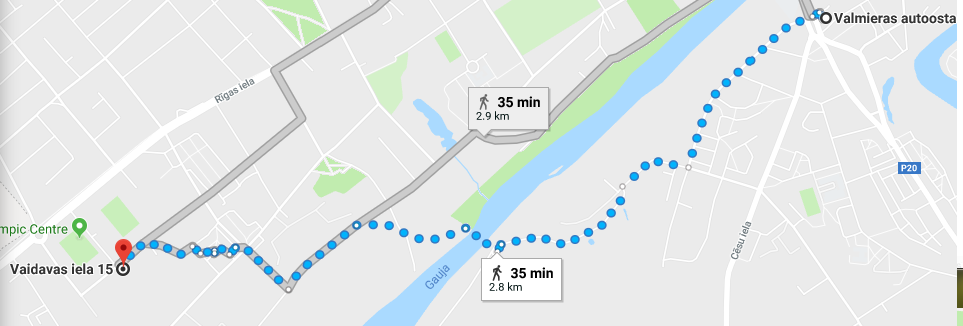 Valmieras autoosta
Rīgas iela
35 min
2.9 km
P20
mpic Centre
Cēsu iela
Vaidavas iela 15
Gauja
35 min
2.8 km